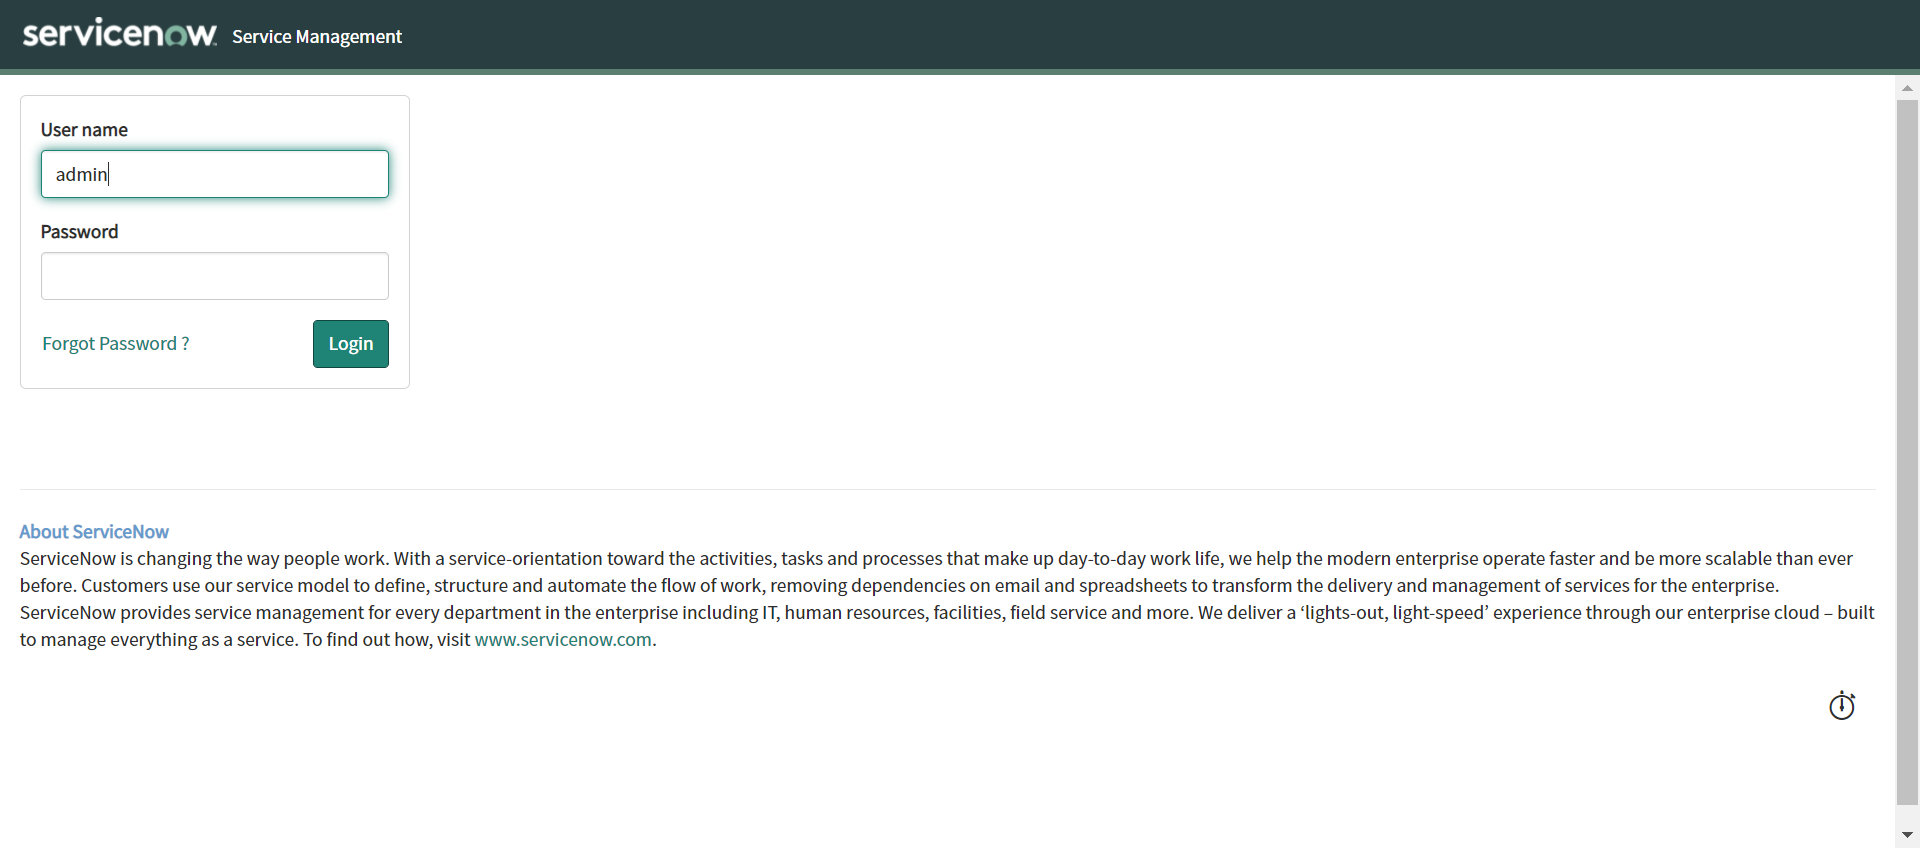 servicenow Service Management
User name
admin
Password
Forgot Password ?
Login
About ServiceNow
ServiceNow is changing the way people work. With a service-orientation toward the activities, tasks and processes that make up day-to-day work life, we help the modern enterprise operate faster and be more scalable than ever
before. Customers use our service model to define, structure and automate the flow of work, removing dependencies on email and spreadsheets to transform the delivery and management of services for the enterprise.
ServiceNow provides service management for every department in the enterprise including IT, human resources, facilities, field service and more. We deliver a ‘lights-out, light-speed’ experience through our enterprise cloud – built
to manage everything as a service. To find out how, visit www.servicenow.com.